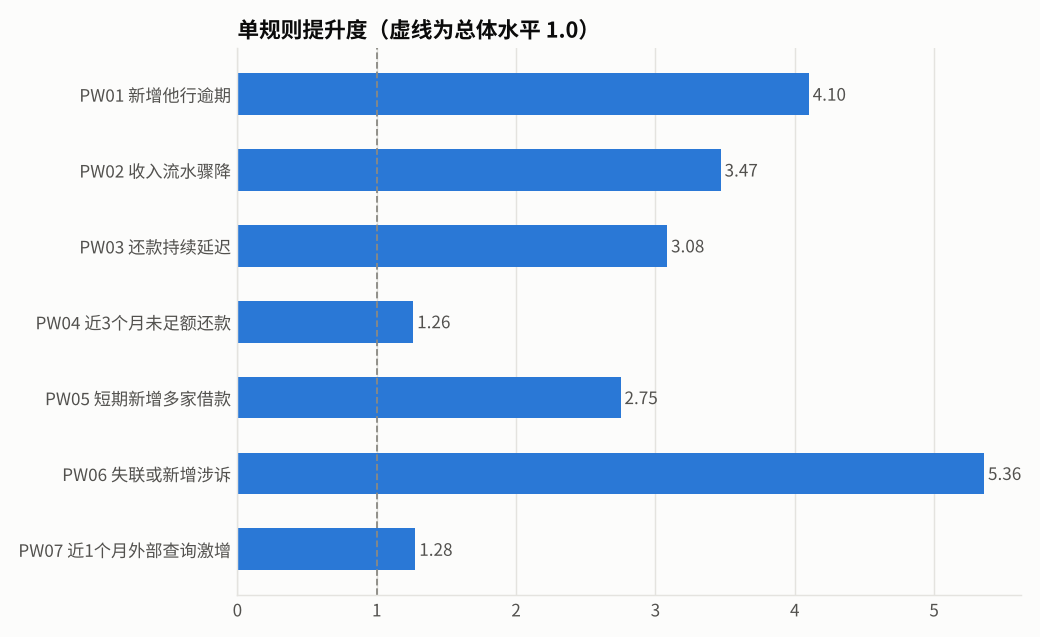 单规则提升度（虚线为总体水平 1.0）
PW01 新增他行逾期 4.10
PW02 收入流水骤降 3.47
PW03 还款持续延迟 3.08
PW04 近3个月未足额还款 1.26
PW05 短期新增多家借款 2.75
PW06 失联或新增涉诉 5.36
PW07 近1个月外部查询激增 1.28
0 1 2 3 4 5